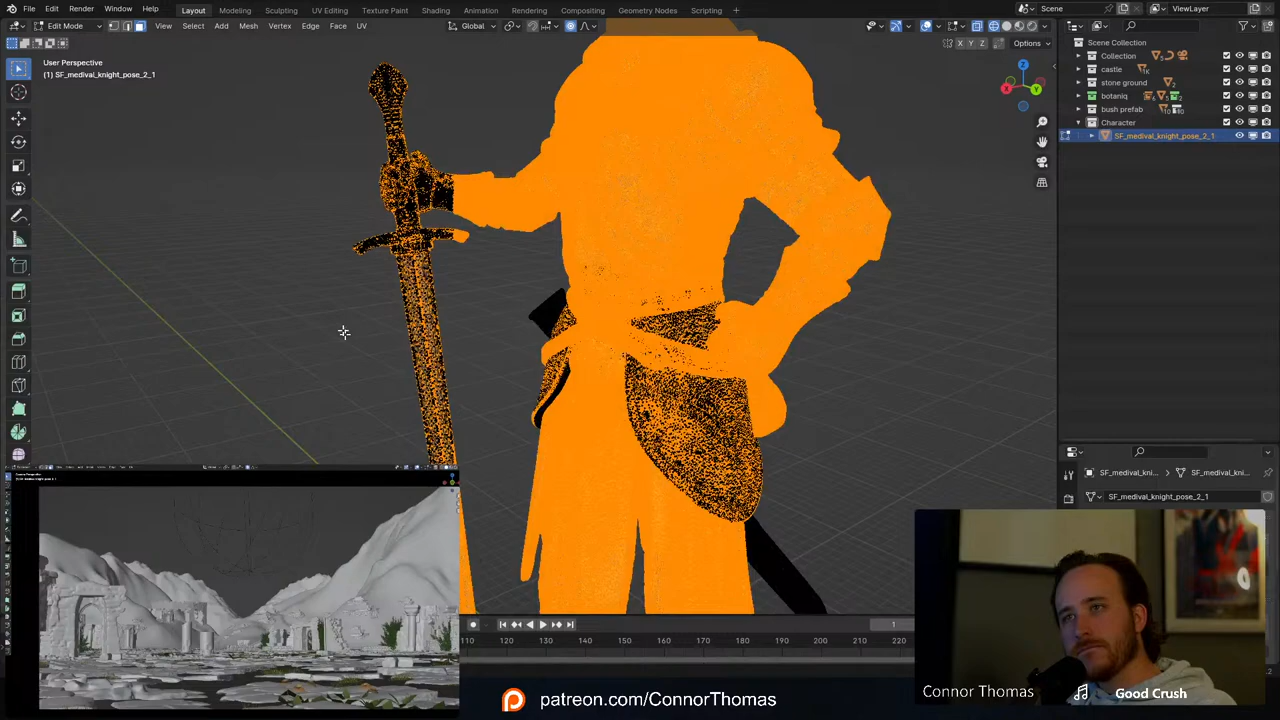 File Edit Render Window Help
Layout Modeling Sculpting UV Editing Texture Paint Shading Animation Rendering Compositing Geometry Nodes Scripting
Scene
ViewLayer
Edit Mode View Select Add Mesh Vertex Edge Face UV
Global
X Y Z Options
User Perspective
(1) SF_medival_knight_pose_2_1
Z
X
Y
Scene Collection
Collection
castle
stone ground
botaniq
bush prefab
Character
SF_medival_knight_pose_2_1
SF_medival_kni... SF_medival_kni...
SF_medival_knight_pose_2_1
1
110 120 130 140 150 160 170 180 190 200 210 220
patreon.com/ConnorThomas
Connor Thomas
Good Crush